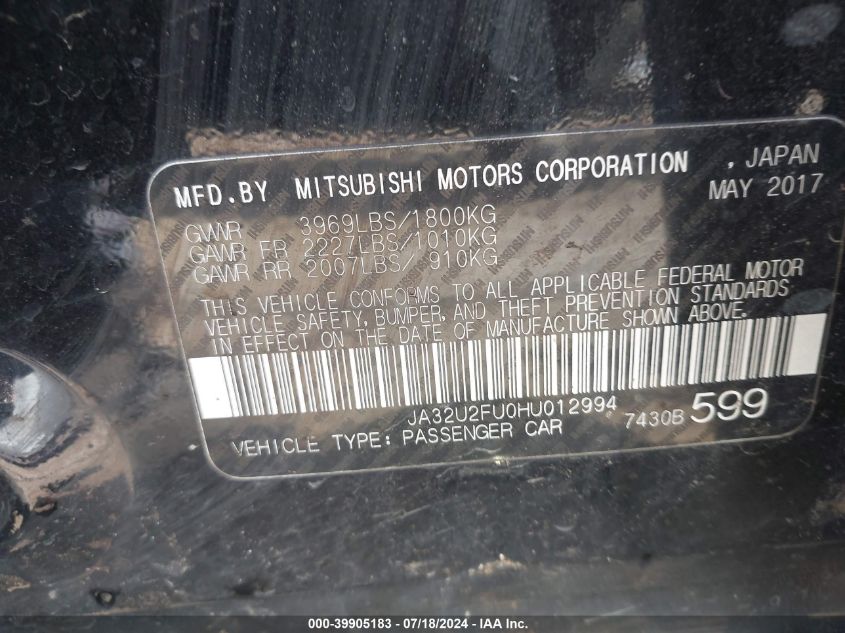 MFD.BY MITSUBISHI MOTORS CORPORATION , JAPAN
MAY 2017
GVWR 3969LBS/1800KG
GAWR FR 2227LBS/1010KG
GAWR RR 2007LBS/ 910KG
THIS VEHICLE CONFORMS TO ALL APPLICABLE FEDERAL MOTOR
VEHICLE SAFETY, BUMPER, AND THEFT PREVENTION STANDARDS
IN EFFECT ON THE DATE OF MANUFACTURE SHOWN ABOVE.
JA32U2FU0HU012994
7430B 599
VEHICLE TYPE: PASSENGER CAR
000-39905183 - 07/18/2024 - IAA Inc.